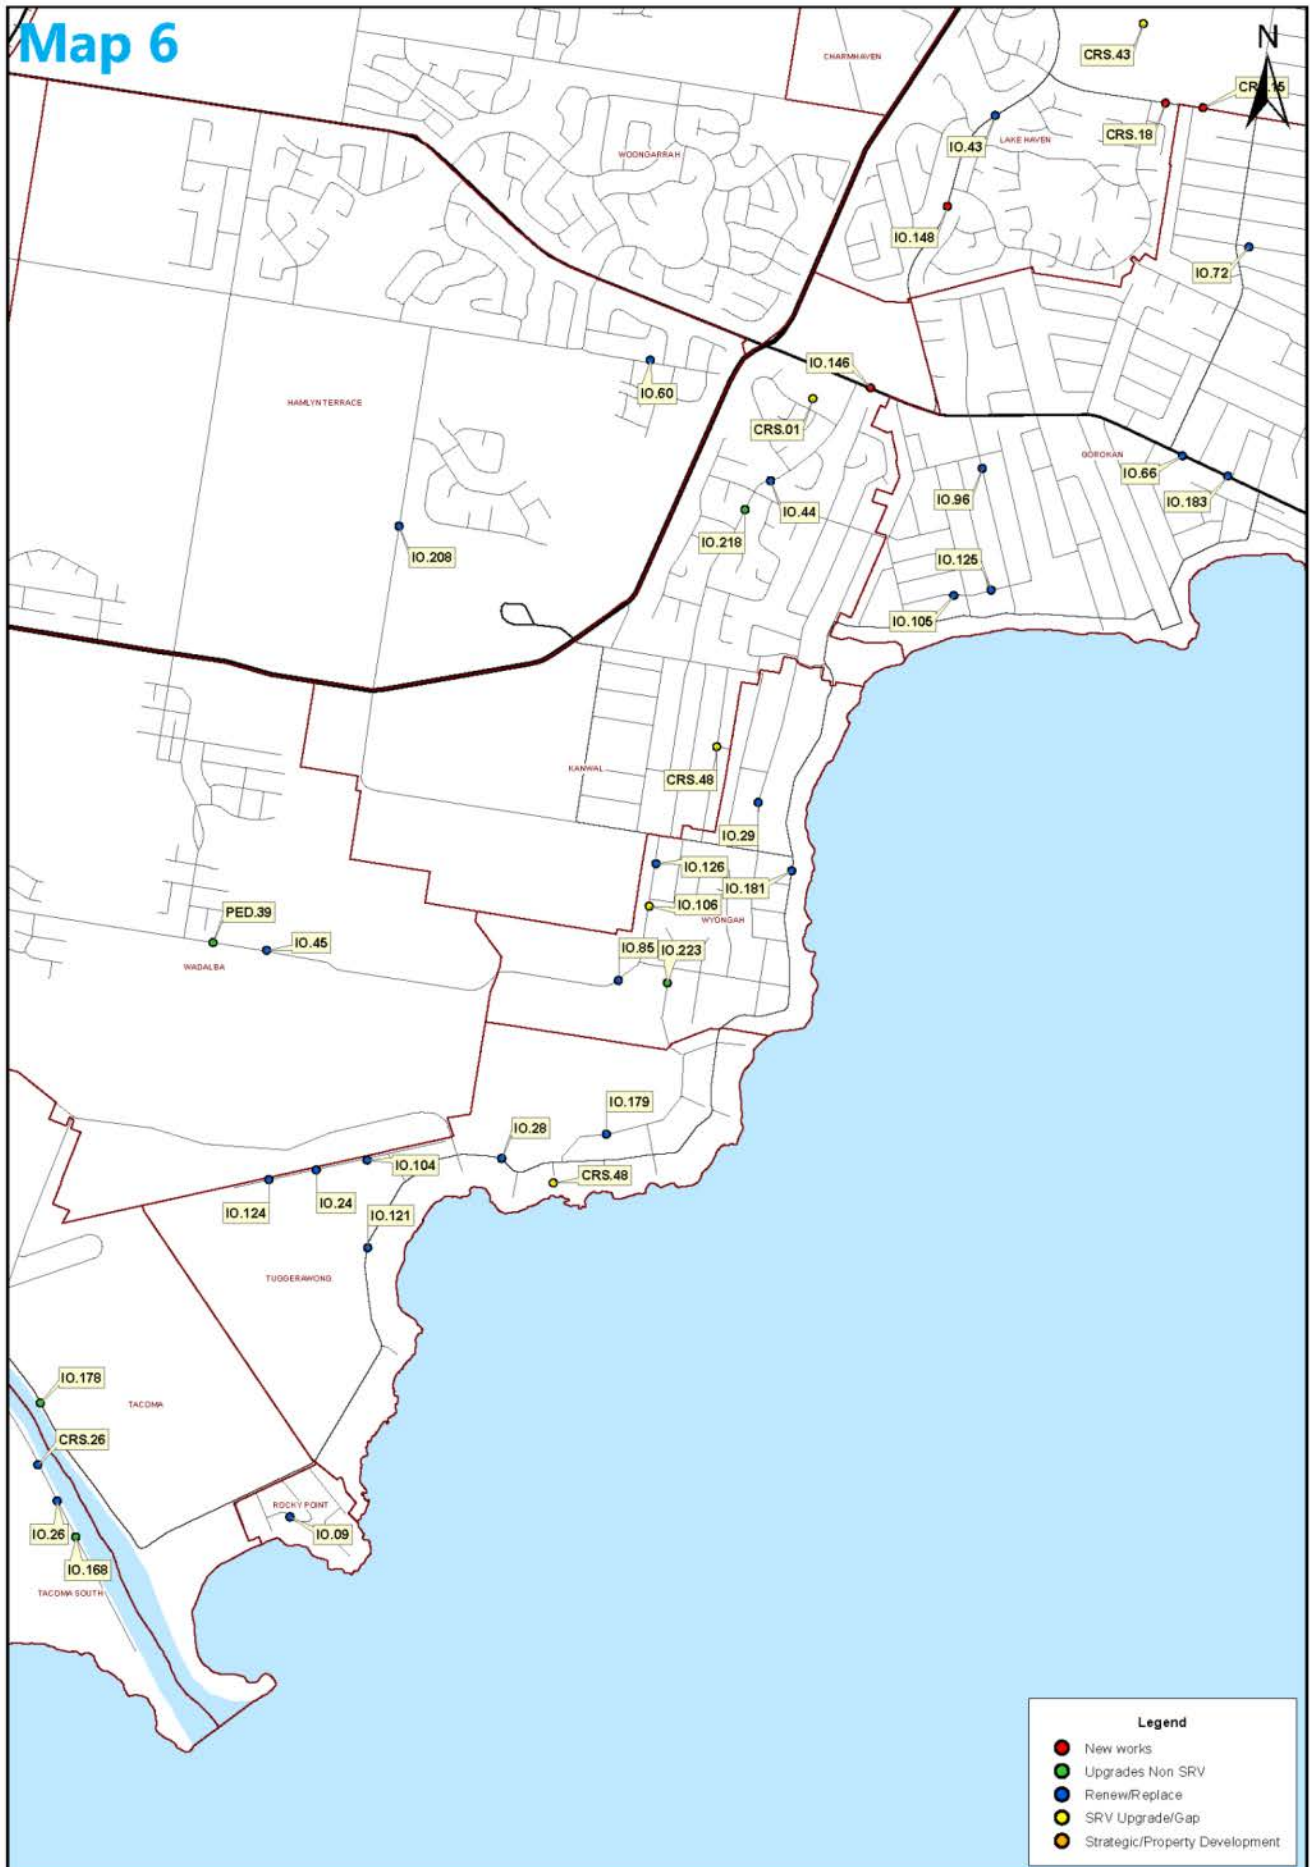 Map 6
N
CHARMHAVEN
CRS.43
CRS.15
CRS.18
IO.43
LAKE HAVEN
WOONGARRAH
IO.148
IO.72
IO.146
IO.60
HAMLYN TERRACE
CRS.01
GOROKAN
IO.66
IO.96
IO.183
IO.44
IO.218
IO.208
IO.125
IO.105
KANWAL
CRS.48
IO.29
IO.126
IO.181
IO.106
PED.39
WYONGAH
IO.45
IO.85
IO.223
WADALBA
IO.179
IO.28
IO.104
CRS.48
IO.24
IO.124
IO.121
TUGGERAWONG
IO.178
TACOMA
CRS.26
ROCKY POINT
IO.26
IO.09
IO.168
TACOMA SOUTH
Legend
New works
Upgrades Non SRV
Renew/Replace
SRV Upgrade/Gap
Strategic/Property Development